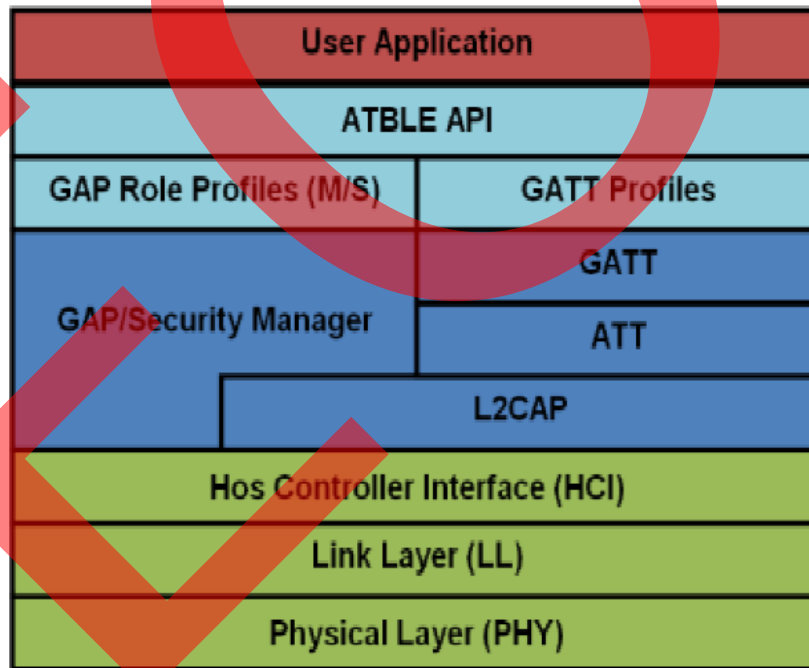 User Application
ATBLE API
GAP Role Profiles (M/S)
GATT Profiles
GATT
GAP/Security Manager
ATT
L2CAP
Hos Controller Interface (HCI)
Link Layer (LL)
Physical Layer (PHY)